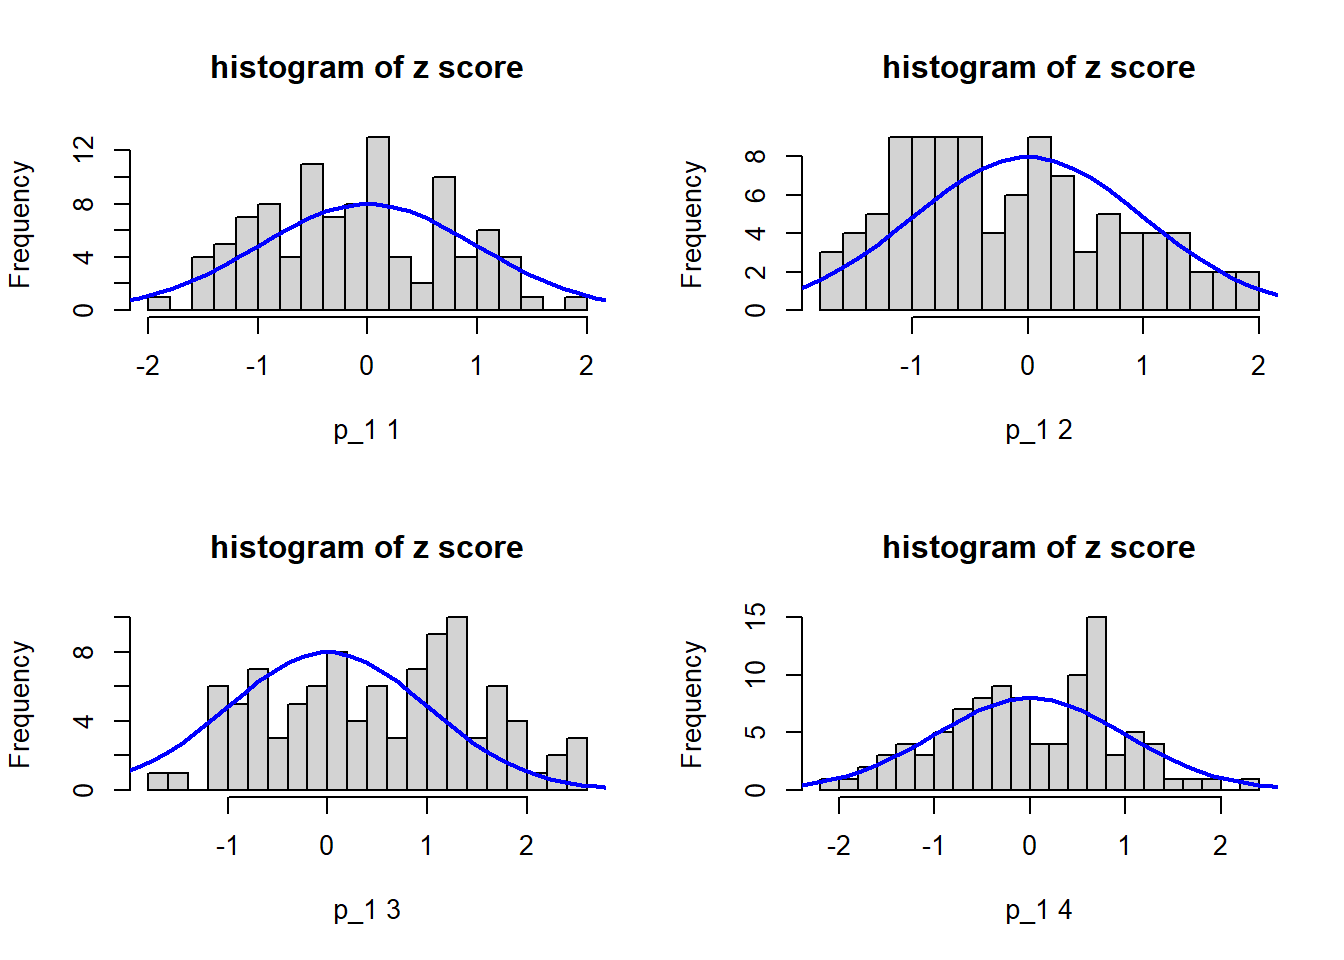 histogram of z score
Frequency
0 4 8 12
-2 -1 0 1 2
p_1 1
histogram of z score
Frequency
0 2 4 6 8
-1 0 1 2
p_1 2
histogram of z score
Frequency
0 4 8
-1 0 1 2
p_1 3
histogram of z score
Frequency
0 5 10 15
-2 -1 0 1 2
p_1 4